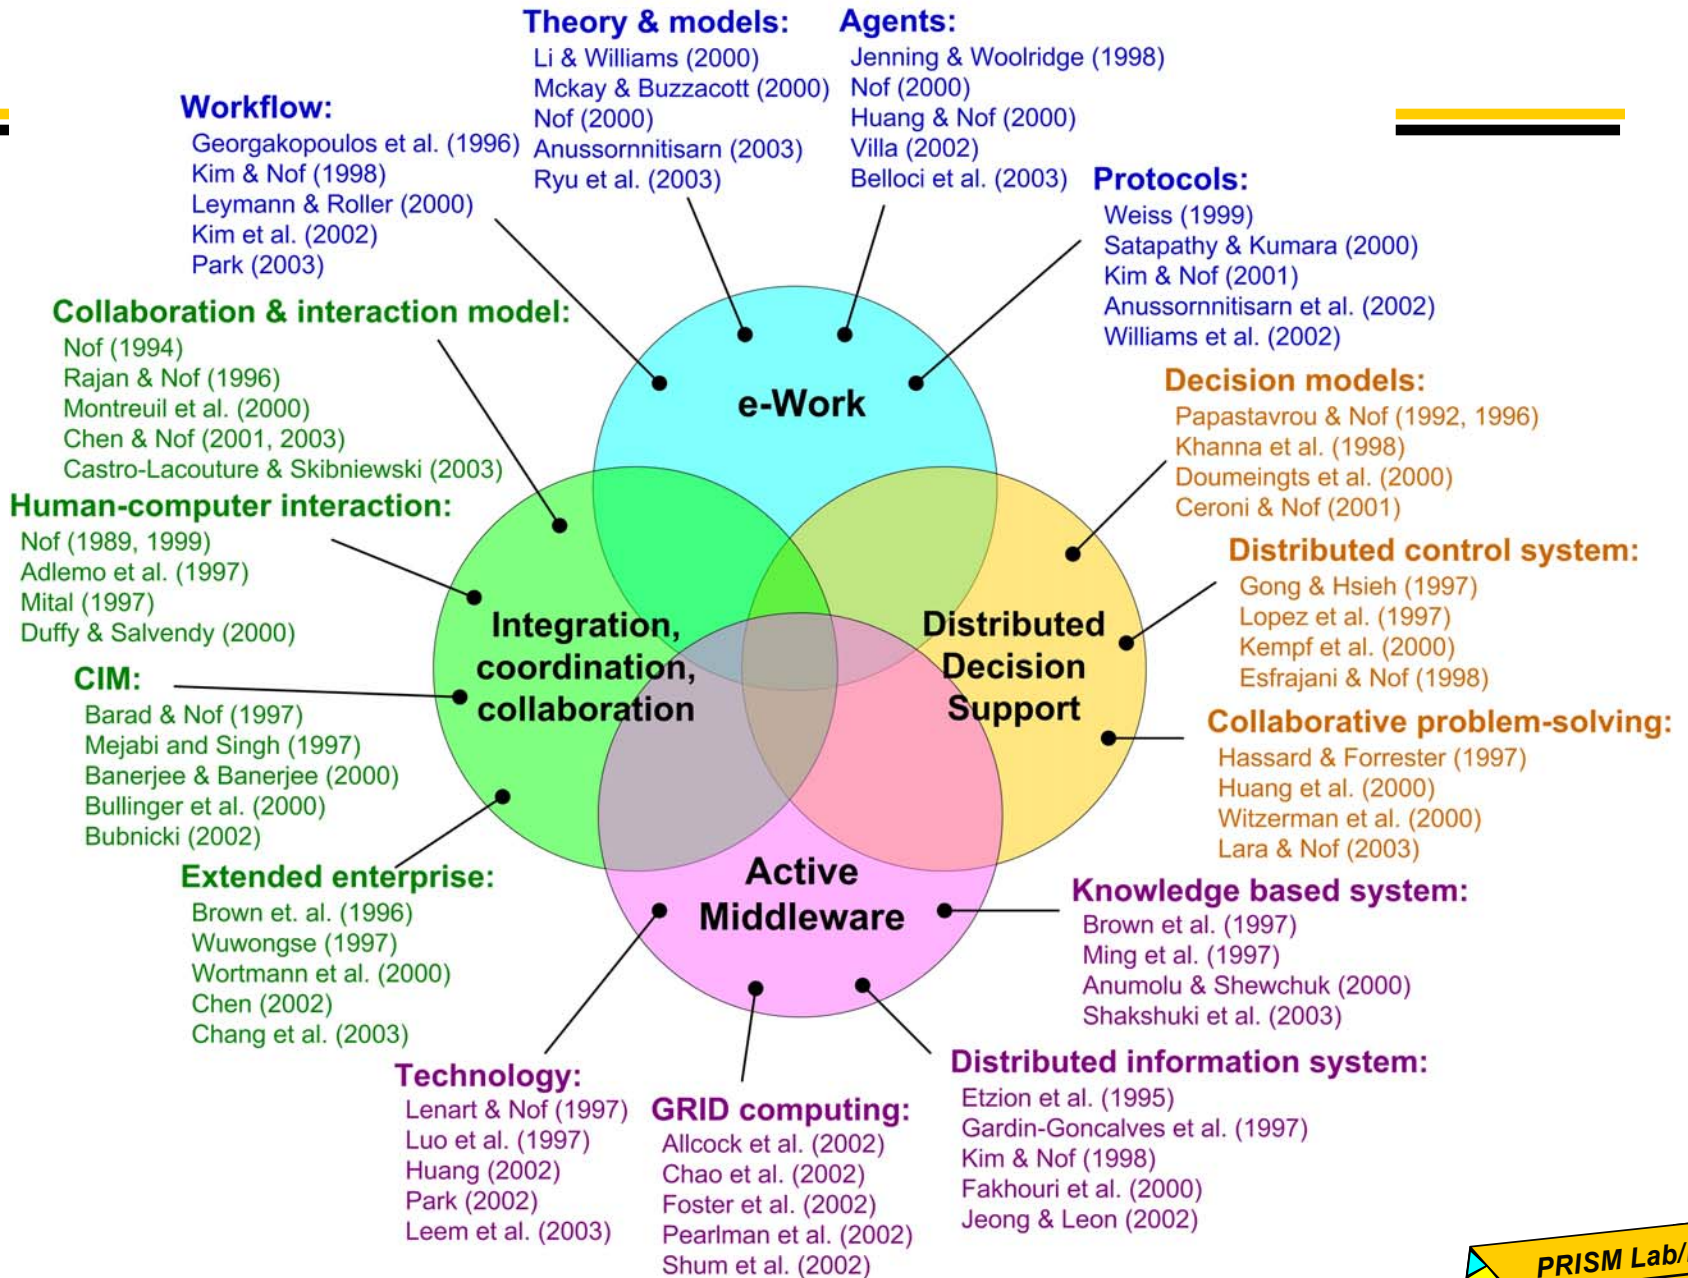 Theory & models:
Li & Williams (2000)
Mckay & Buzzacott (2000)
Nof (2000)
Anussornnitisarn (2003)
Ryu et al. (2003)
Agents:
Jenning & Woolridge (1998)
Nof (2000)
Huang & Nof (2000)
Villa (2002)
Belloci et al. (2003)
Workflow:
Georgakopoulos et al. (1996)
Kim & Nof (1998)
Leymann & Roller (2000)
Kim et al. (2002)
Park (2003)
Protocols:
Weiss (1999)
Satapathy & Kumara (2000)
Kim & Nof (2001)
Anussornnitisarn et al. (2002)
Williams et al. (2002)
Collaboration & interaction model:
Nof (1994)
Rajan & Nof (1996)
Montreuil et al. (2000)
Chen & Nof (2001, 2003)
Castro-Lacouture & Skibniewski (2003)
e-Work
Decision models:
Papastavrou & Nof (1992, 1996)
Khanna et al. (1998)
Doumeingts et al. (2000)
Ceroni & Nof (2001)
Human-computer interaction:
Nof (1989, 1999)
Adlemo et al. (1997)
Mital (1997)
Duffy & Salvendy (2000)
Integration,
coordination,
collaboration
Distributed
Decision
Support
Distributed control system:
Gong & Hsieh (1997)
Lopez et al. (1997)
Kempf et al. (2000)
Esfrajani & Nof (1998)
CIM:
Barad & Nof (1997)
Mejabi and Singh (1997)
Banerjee & Banerjee (2000)
Bullinger et al. (2000)
Bubnicki (2002)
Collaborative problem-solving:
Hassard & Forrester (1997)
Huang et al. (2000)
Witzerman et al. (2000)
Lara & Nof (2003)
Extended enterprise:
Brown et. al. (1996)
Wuwongse (1997)
Wortmann et al. (2000)
Chen (2002)
Chang et al. (2003)
Active
Middleware
Knowledge based system:
Brown et al. (1997)
Ming et al. (1997)
Anumolu & Shewchuk (2000)
Shakshuki et al. (2003)
Technology:
Lenart & Nof (1997)
Luo et al. (1997)
Huang (2002)
Park (2002)
Leem et al. (2003)
GRID computing:
Allcock et al. (2002)
Chao et al. (2002)
Foster et al. (2002)
Pearlman et al. (2002)
Shum et al. (2002)
Distributed information system:
Etzion et al. (1995)
Gardin-Goncalves et al. (1997)
Kim & Nof (1998)
Fakhouri et al. (2000)
Jeong & Leon (2002)
PRISM Lab/